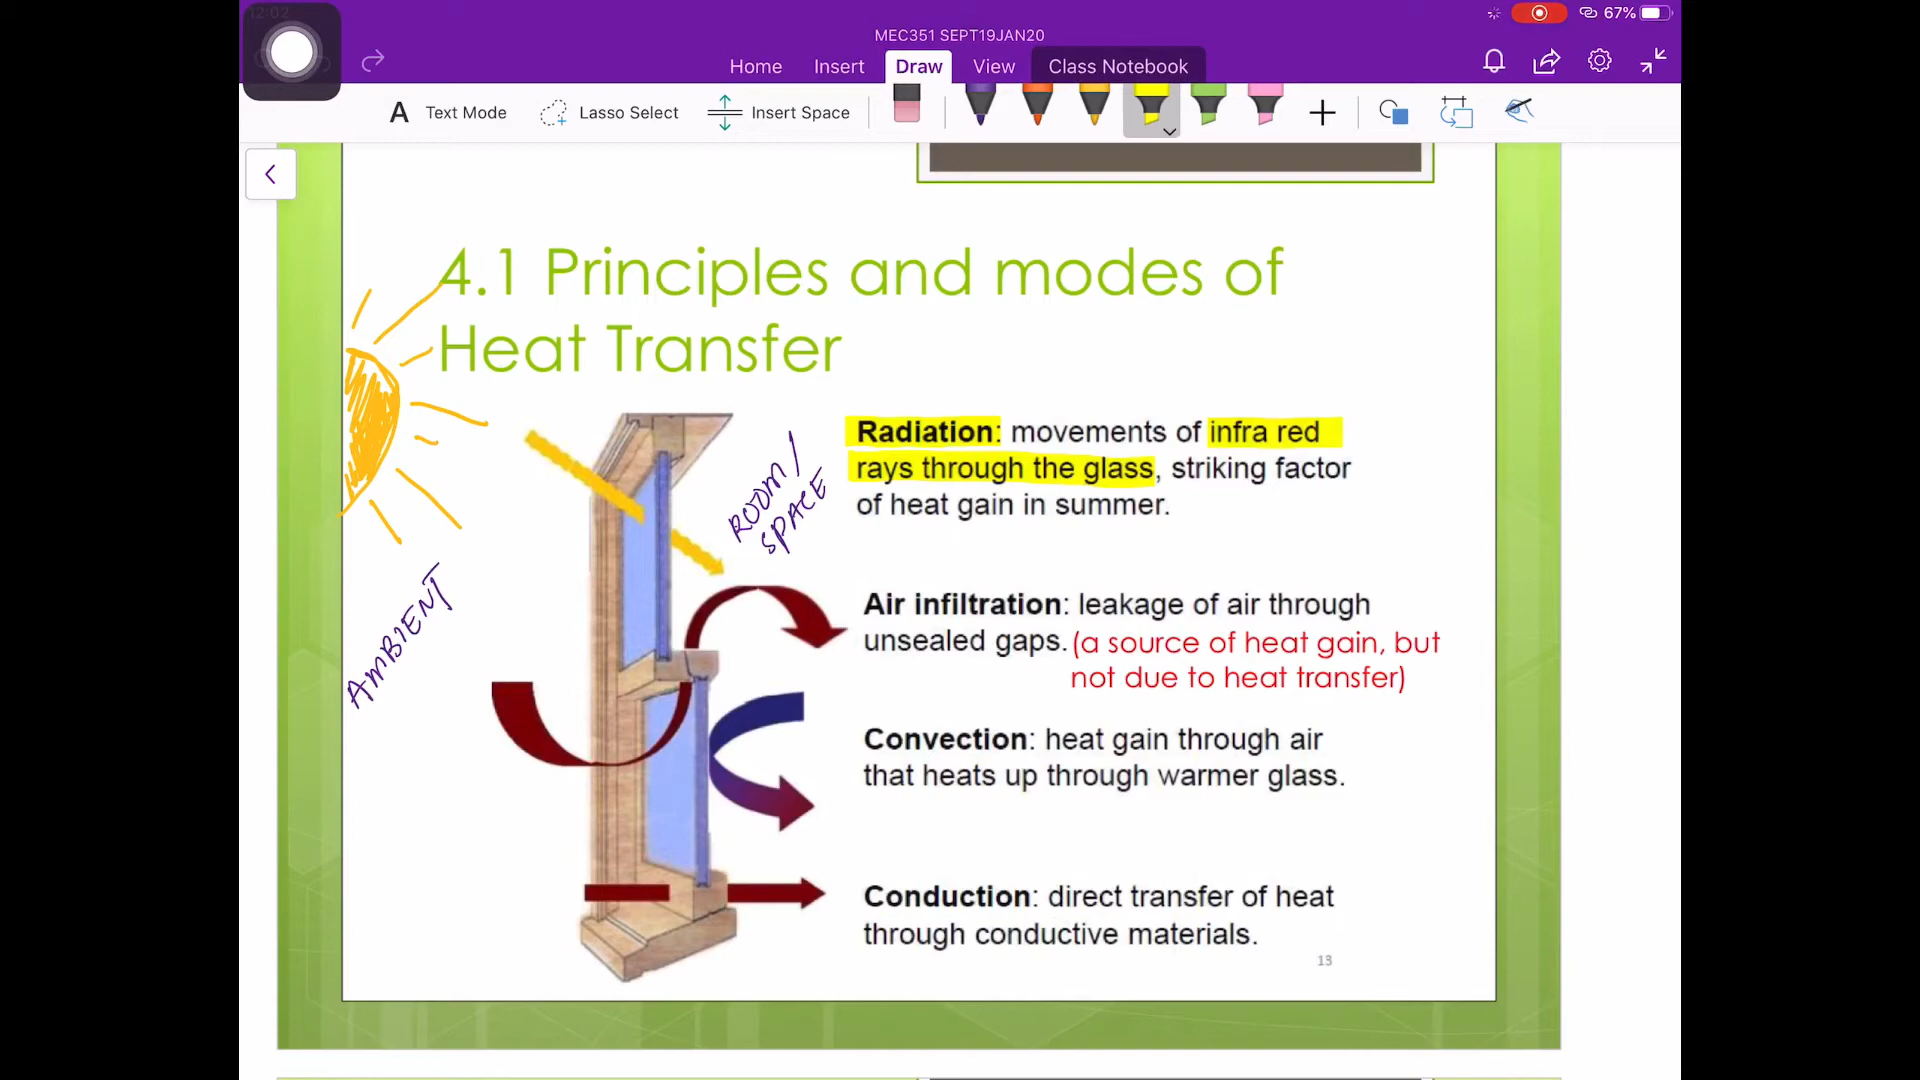 12:02
67%
MEC351 SEPT19JAN20
Home Insert Draw View Class Notebook
A Text Mode Lasso Select Insert Space
4.1 Principles and modes of
Heat Transfer
Radiation: movements of infra red
rays through the glass, striking factor
of heat gain in summer.
ROOM/
SPACE
AMBIENT
Air infiltration: leakage of air through
unsealed gaps. (a source of heat gain, but
not due to heat transfer)
Convection: heat gain through air
that heats up through warmer glass.
Conduction: direct transfer of heat
through conductive materials.
13